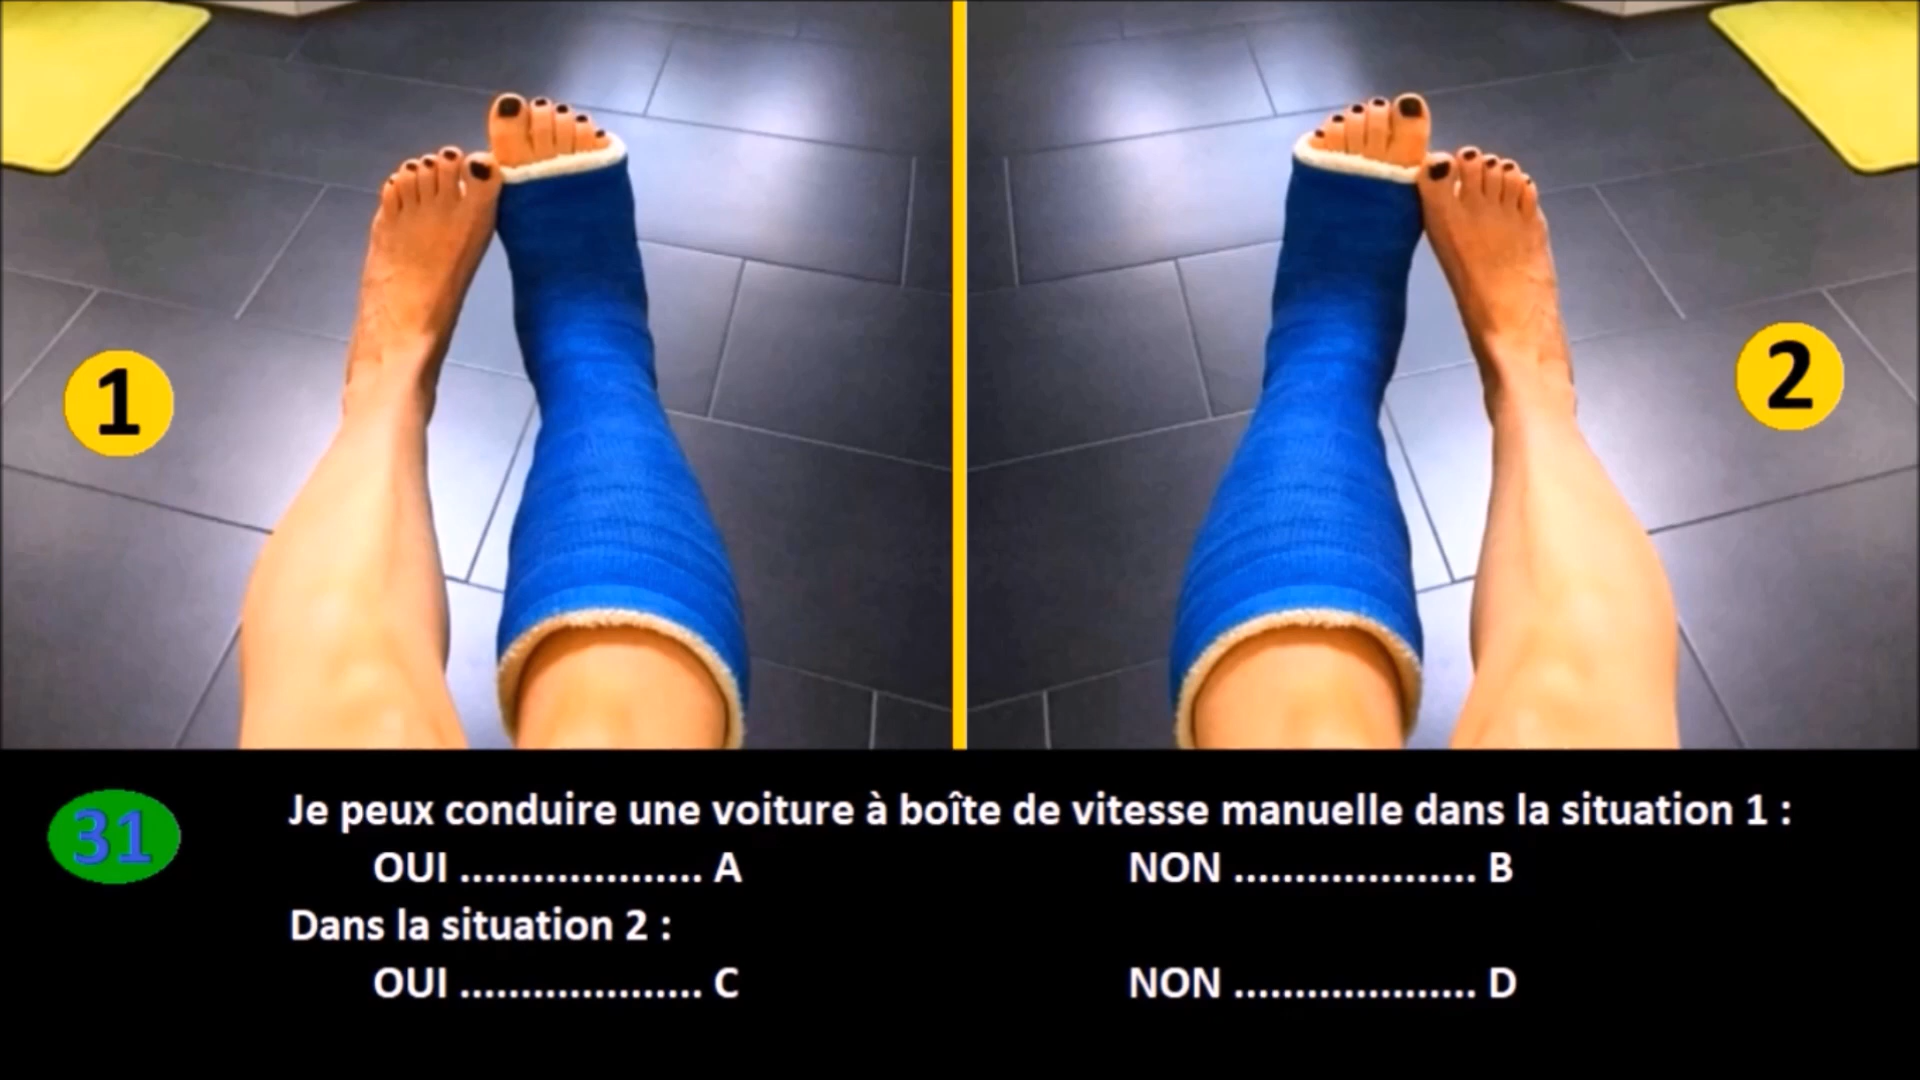 1
2
31
Je peux conduire une voiture à boîte de vitesse manuelle dans la situation 1 :
OUI .................... A NON .................... B
Dans la situation 2 :
OUI .................... C NON .................... D